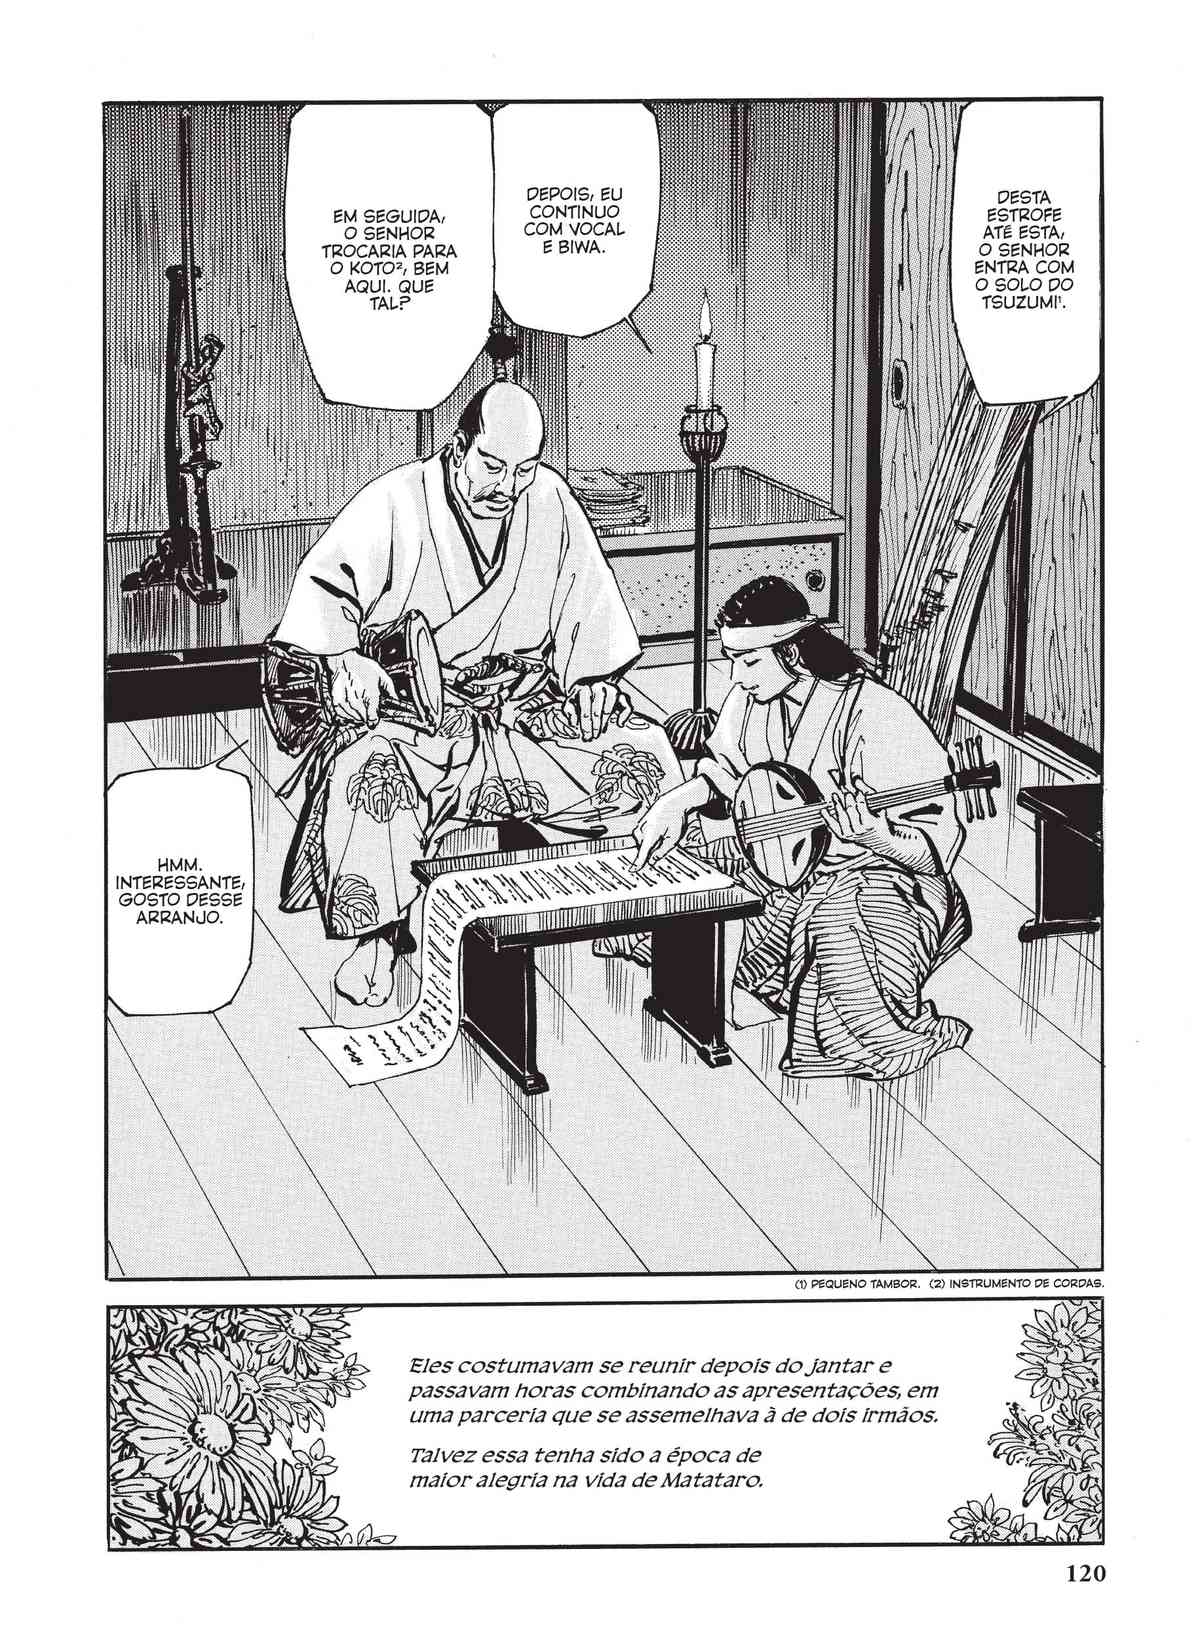 DESTA
ESTROFE
ATÉ ESTA,
O SENHOR
ENTRA COM
O SOLO DO
TSUZUMI¹.
DEPOIS, EU
CONTINUO
COM VOCAL
E BIWA.
EM SEGUIDA,
O SENHOR
TROCARIA PARA
O KOTO², BEM
AQUI. QUE
TAL?
HMM.
INTERESSANTE,
GOSTO DESSE
ARRANJO.
(1) PEQUENO TAMBOR. (2) INSTRUMENTO DE CORDAS.
Eles costumavam se reunir depois do jantar e
passavam horas combinando as apresentações, em
uma parceria que se assemelhava à de dois irmãos.
Talvez essa tenha sido a época de
maior alegria na vida de Matataro.
120